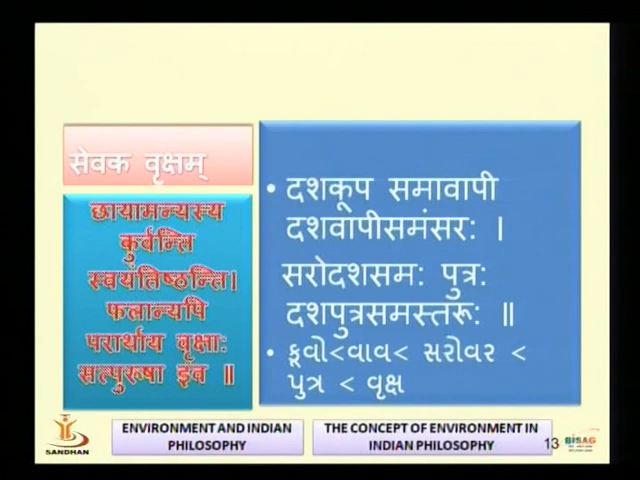 सेवक वृक्षम्
छायामन्यस्य
कुर्वन्ति
स्वयंतिष्ठन्ति।
फलान्यपि
परार्थाय वृक्षाः
सत्पुरुषा इव ॥
• दशकूप समावापी
दशवापीसमंसरः ।
सरोदशसमः पुत्रः
दशपुत्रसमस्तरूः ॥
• કૂવો<વાવ< સરોવર <
પુત્ર < વૃક્ષ
SANDHAN
ENVIRONMENT AND INDIAN
PHILOSOPHY
THE CONCEPT OF ENVIRONMENT IN
INDIAN PHILOSOPHY
13
BISAG